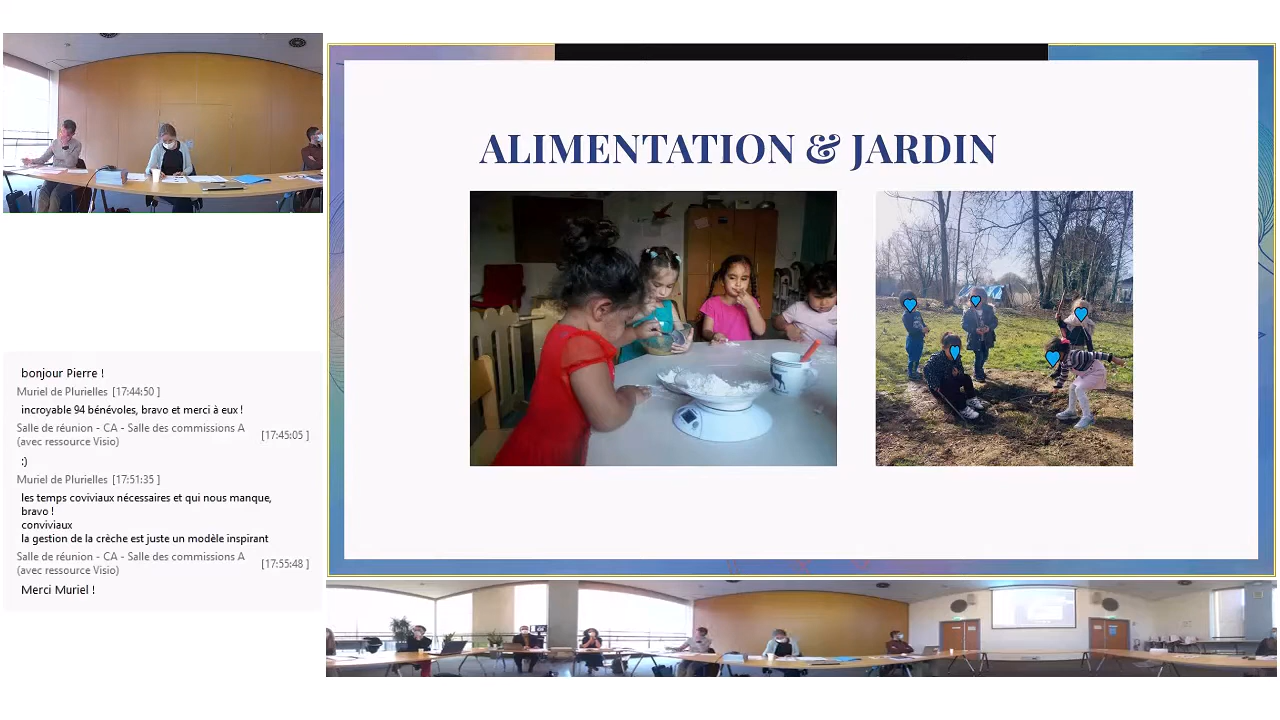 ALIMENTATION & JARDIN
bonjour Pierre !
Muriel de Plurielles [17:44:50 ]
incroyable 94 bénévoles, bravo et merci à eux !
Salle de réunion - CA - Salle des commissions A
(avec ressource Visio) [17:45:05 ]
:)
Muriel de Plurielles [17:51:35 ]
les temps coviviaux nécessaires et qui nous manque,
bravo !
conviviaux
la gestion de la crèche est juste un modèle inspirant
Salle de réunion - CA - Salle des commissions A
(avec ressource Visio) [17:55:48 ]
Merci Muriel !